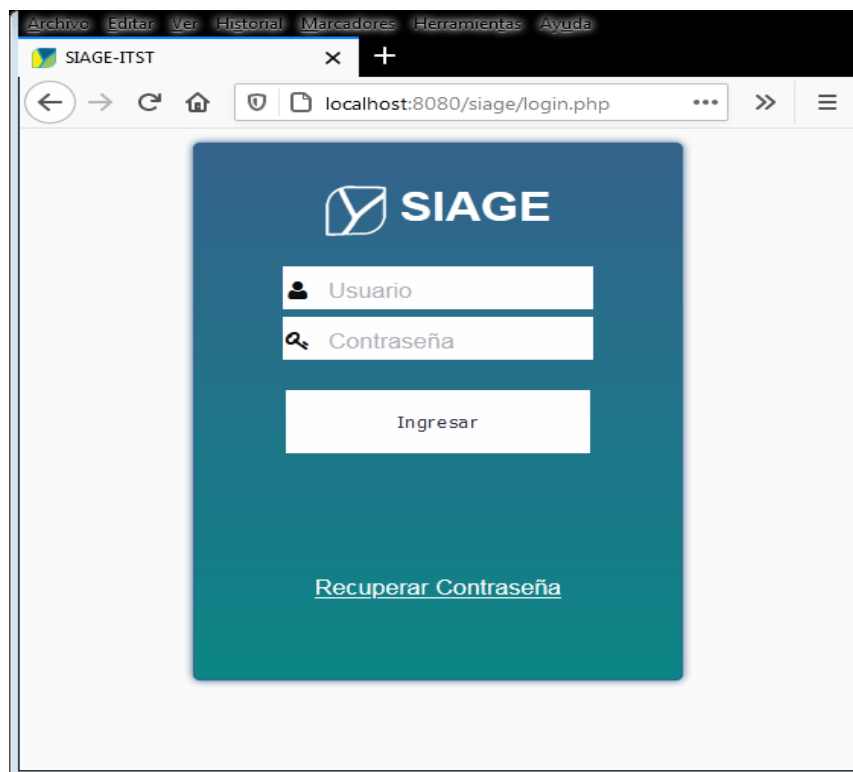 Archivo Editar Ver Historial Marcadores Herramientas Ayuda
SIAGE-ITST
localhost:8080/siage/login.php
SIAGE
Usuario
Contraseña
Ingresar
Recuperar Contraseña